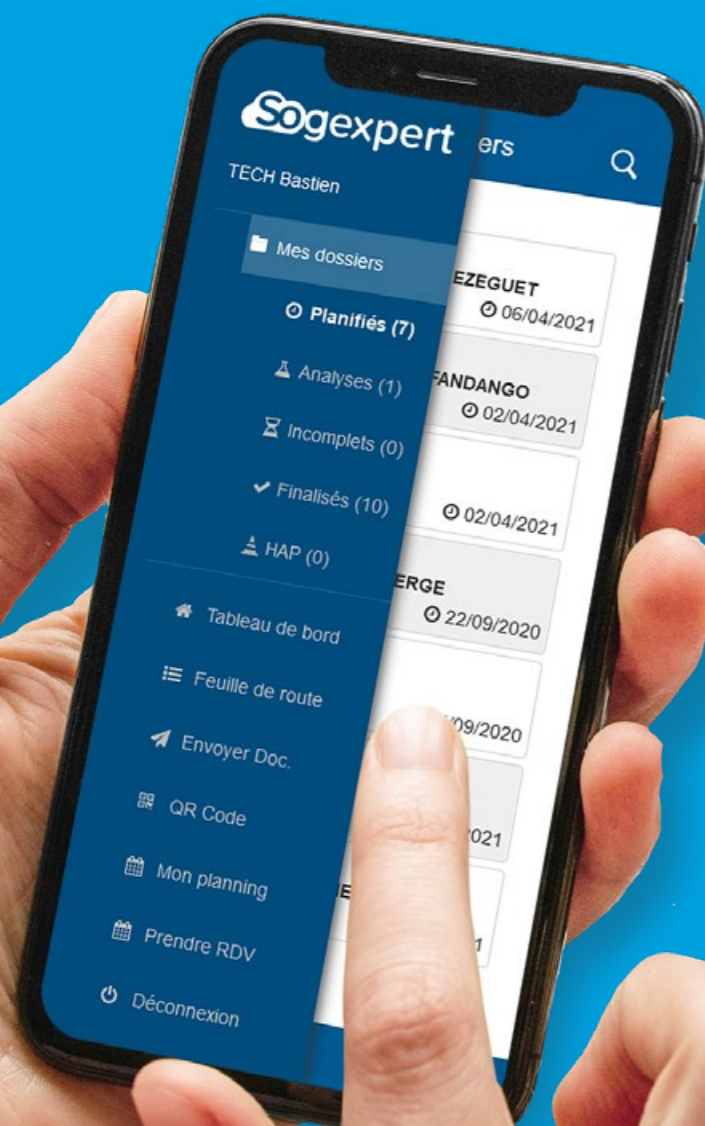 Sogexpert
TECH Bastien
Mes dossiers
Planifiés (7)
Analyses (1)
Incomplets (0)
Finalisés (10)
HAP (0)
Tableau de bord
Feuille de route
Envoyer Doc.
QR Code
Mon planning
Prendre RDV
Déconnexion
ers
EZEGUET
06/04/2021
FANDANGO
02/04/2021
02/04/2021
ERGE
22/09/2020
/09/2020
021